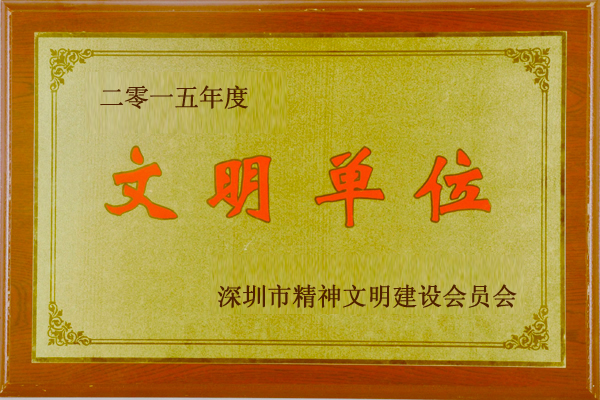 二零一五年度
文明单位
深圳市精神文明建设会员会